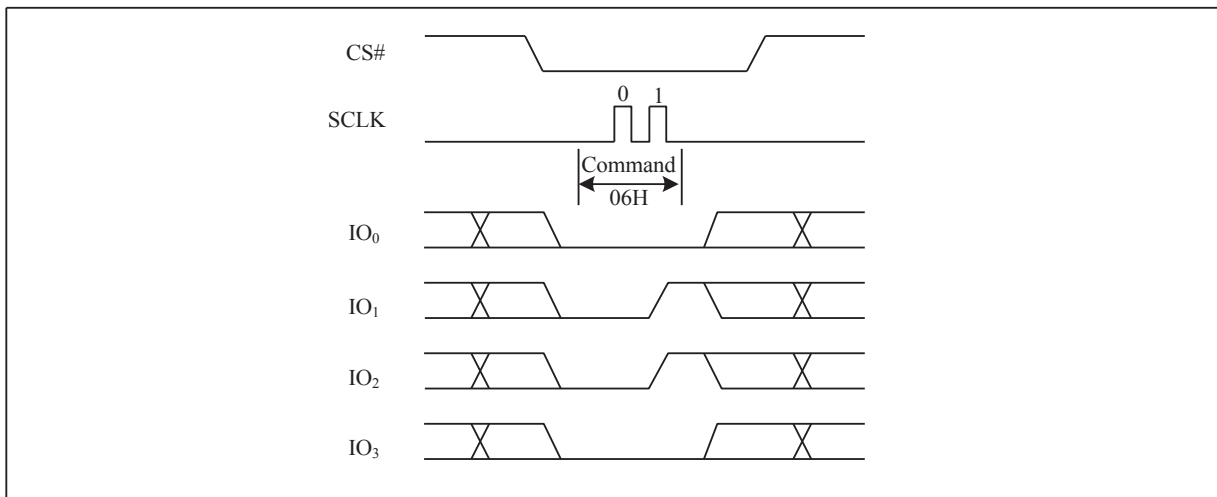 CS#
0 1
SCLK
Command
06H
IO₀
IO₁
IO₂
IO₃